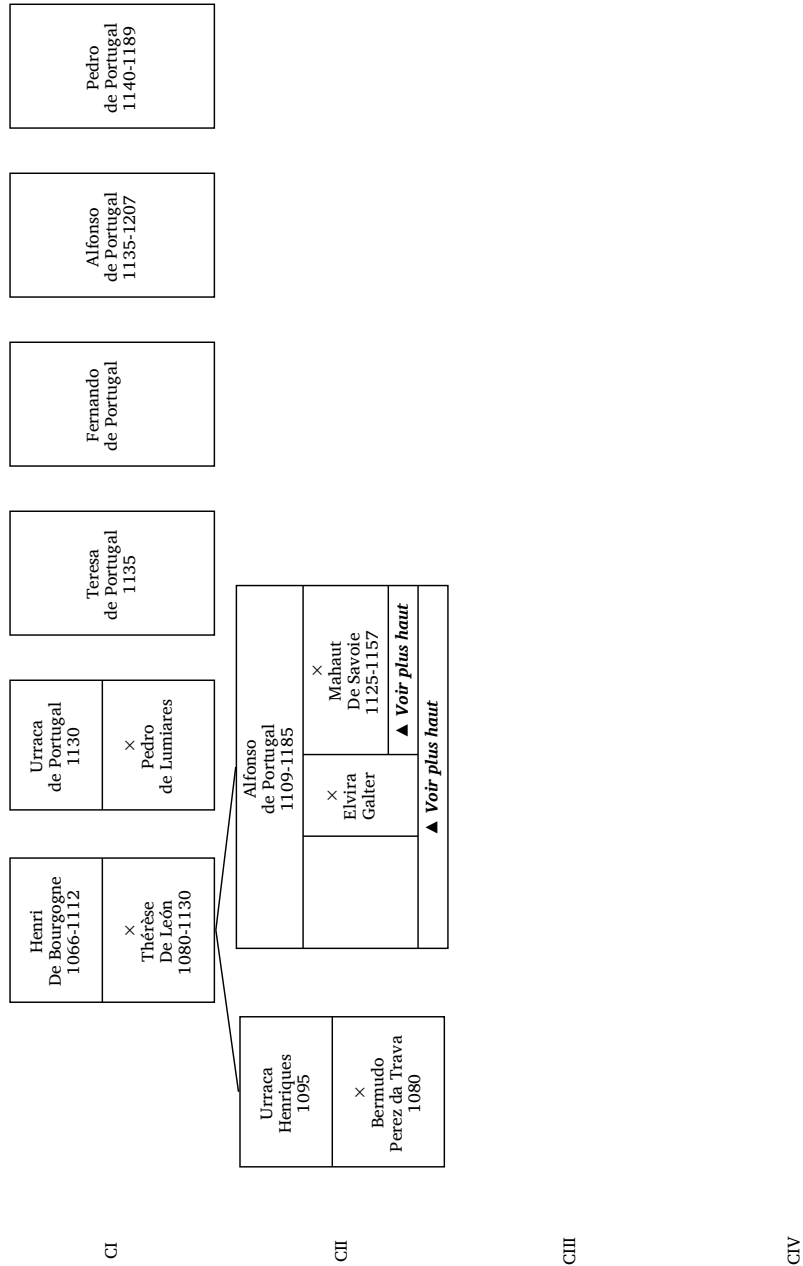 CI
Henri
De Bourgogne
1066-1112
×
Thérèse
De León
1080-1130
Urraca
de Portugal
1130
×
Pedro
de Lumiares
Teresa
de Portugal
1135
Fernando
de Portugal
Alfonso
de Portugal
1135-1207
Pedro
de Portugal
1140-1189
CII
Urraca
Henriques
1095
×
Bermudo
Perez da Trava
1080
Alfonso
de Portugal
1109-1185
×
Elvira
Galter
×
Mahaut
De Savoie
1125-1157
▲ Voir plus haut
▲ Voir plus haut
CIII
CIV